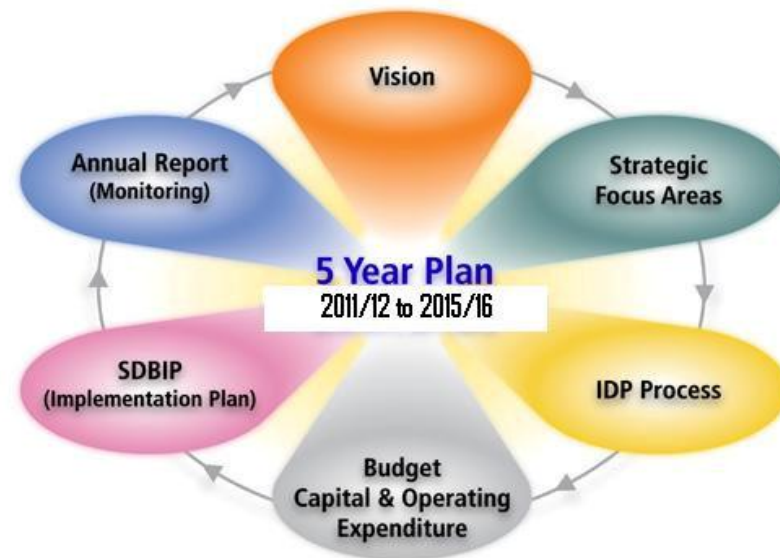 Vision
Strategic
Focus Areas
IDP Process
Budget
Capital & Operating
Expenditure
SDBIP
(Implementation Plan)
Annual Report
(Monitoring)
5 Year Plan
2011/12 to 2015/16